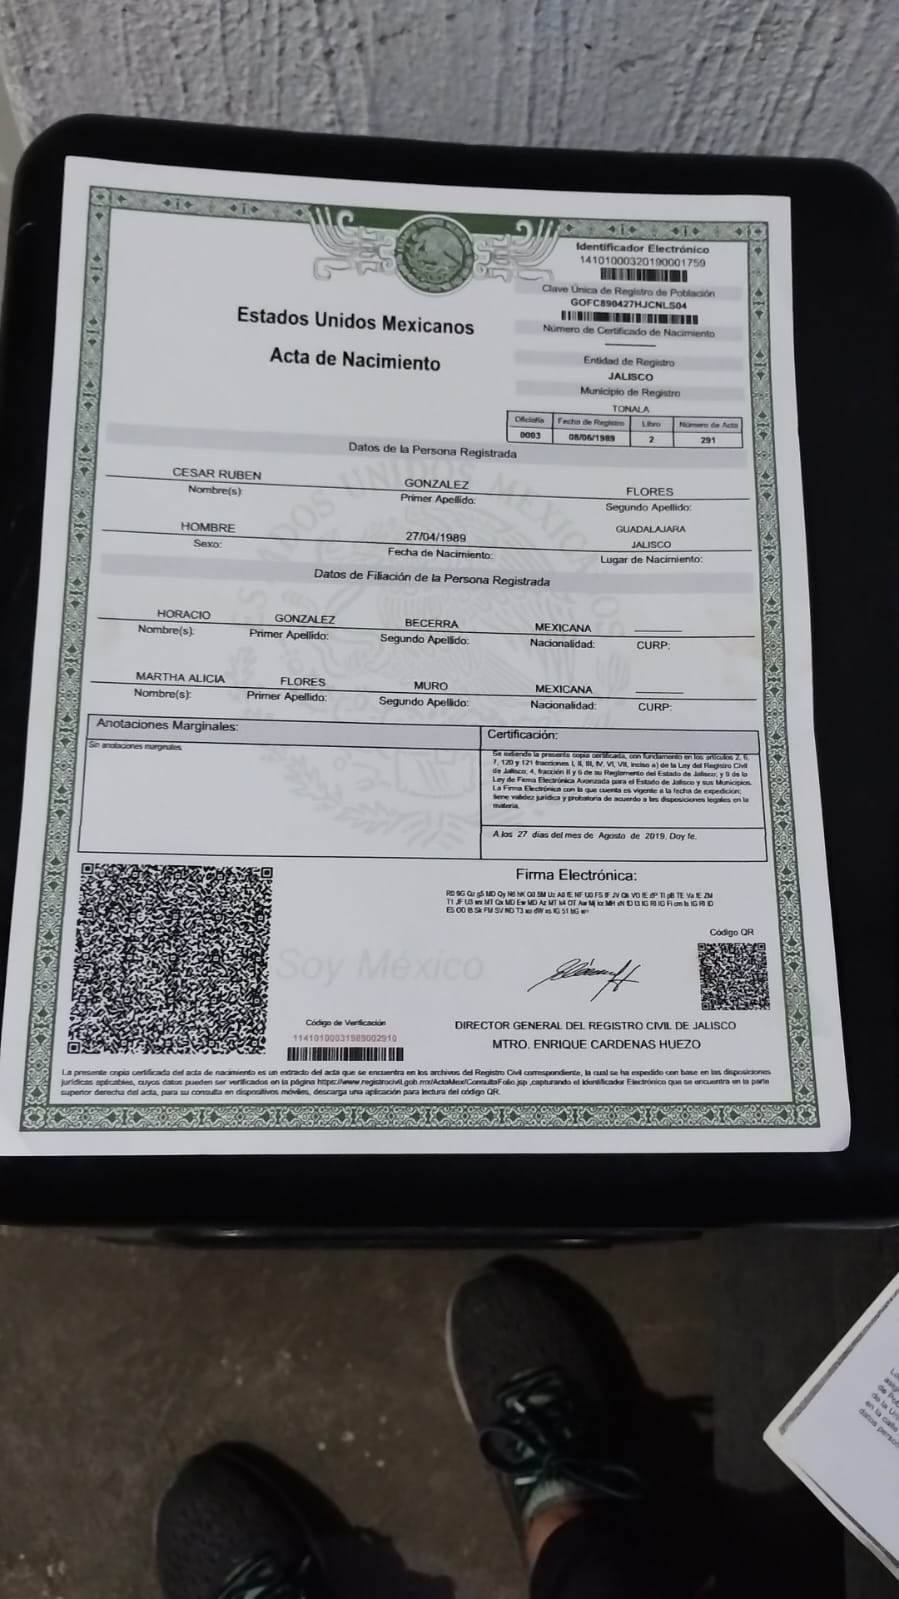 Identificador Electrónico
14101000320190001759
Clave Única de Registro de Población
GOFC890427HJCNLS04
Número de Certificado de Nacimiento
Estados Unidos Mexicanos
Acta de Nacimiento
Entidad de Registro
JALISCO
Municipio de Registro
TONALA
Oficialía Fecha de Registro Libro Número de Acta
0003 08/06/1989 2 291
Datos de la Persona Registrada
CESAR RUBEN GONZALEZ FLORES
Nombre(s): Primer Apellido: Segundo Apellido:
HOMBRE 27/04/1989 GUADALAJARA
JALISCO
Sexo: Fecha de Nacimiento: Lugar de Nacimiento:
Datos de Filiación de la Persona Registrada
HORACIO GONZALEZ BECERRA MEXICANA
Nombre(s): Primer Apellido: Segundo Apellido: Nacionalidad: CURP:
MARTHA ALICIA FLORES MURO MEXICANA
Nombre(s): Primer Apellido: Segundo Apellido: Nacionalidad: CURP:
Anotaciones Marginales:
Sin anotaciones marginales.
Certificación:
Se extiende la presente copia certificada, con fundamento en los artículos 2, 6,
7, 120 y 121 fracciones I, II, III, IV, VI, VII, inciso a) de la Ley del Registro Civil
de Jalisco; 4, fracción II y 6 de su Reglamento del Estado de Jalisco; y 9 de la
Ley de Firma Electrónica Avanzada para el Estado de Jalisco y sus Municipios.
La Firma Electrónica con la que cuenta es vigente a la fecha de expedición;
tiene validez jurídica y probatoria de acuerdo a las disposiciones legales en la
materia.
A los 27 días del mes de Agosto de 2019. Doy fe.
Firma Electrónica:
Código QR
Soy México
Código de Verificación
11410100031989002910
DIRECTOR GENERAL DEL REGISTRO CIVIL DE JALISCO
MTRO. ENRIQUE CARDENAS HUEZO
La presente copia certificada del acta de nacimiento es un extracto del acta que se encuentra en los archivos del Registro Civil correspondiente, la cual se ha expedido con base en las disposiciones
jurídicas aplicables, cuyos datos pueden ser verificados en la página https://www.registrocivil.gob.mx/ActaMex/ConsultaFolio.jsp ,capturando el Identificador Electrónico que se encuentra en la parte
superior derecha del acta, para su consulta en dispositivos móviles, descarga una aplicación para lectura del código QR.